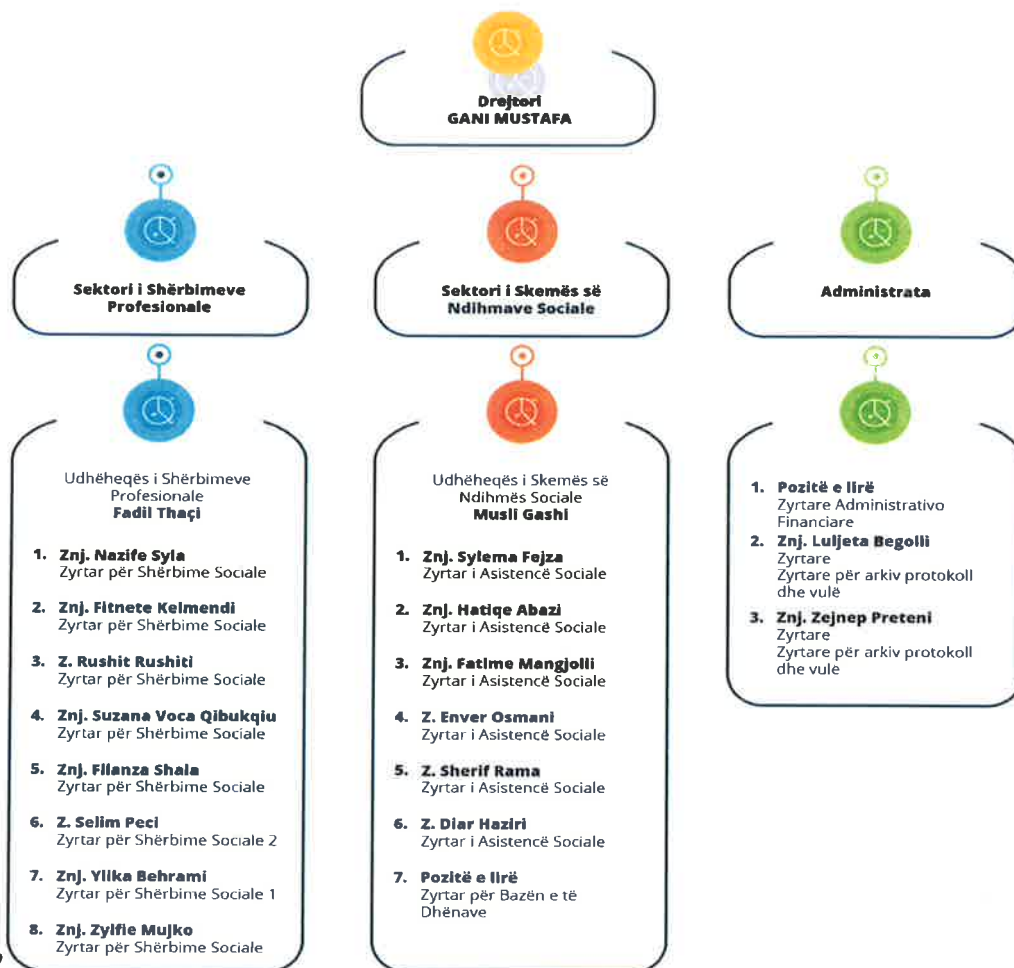 Drejtori
GANI MUSTAFA
Sektori i Shërbimeve
Profesionale
Sektori i Skemës së
Ndihmave Sociale
Administrata
Udhëheqës i Shërbimeve
Profesionale
Fadil Thaçi
1. Znj. Nazife Syla
Zyrtar për Shërbime Sociale
2. Znj. Fitnete Kelmendi
Zyrtar për Shërbime Sociale
3. Z. Rushit Rushiti
Zyrtar për Shërbime Sociale
4. Znj. Suzana Voca Qibukqiu
Zyrtar për Shërbime Sociale
5. Znj. Filanza Shala
Zyrtar për Shërbime Sociale
6. Z. Selim Peci
Zyrtar për Shërbime Sociale 2
7. Znj. Ylika Behrami
Zyrtar për Shërbime Sociale 1
8. Znj. Zylfie Mujko
Zyrtar për Shërbime Sociale
Udhëheqës i Skemës së
Ndihmës Sociale
Musli Gashi
1. Znj. Sylema Fejza
Zyrtar i Asistencë Sociale
2. Znj. Hatiqe Abazi
Zyrtar i Asistencë Sociale
3. Znj. Fatime Mangjolli
Zyrtar i Asistencë Sociale
4. Z. Enver Osmani
Zyrtar i Asistencë Sociale
5. Z. Sherif Rama
Zyrtar i Asistencë Sociale
6. Z. Diar Haziri
Zyrtar i Asistencë Sociale
7. Pozitë e lirë
Zyrtar për Bazën e të
Dhënave
1. Pozitë e lirë
Zyrtare Administrativo
Financiare
2. Znj. Luljeta Begolli
Zyrtare
Zyrtare për arkiv protokoll
dhe vulë
3. Znj. Zejnep Preteni
Zyrtare
Zyrtare për arkiv protokoll
dhe vulë